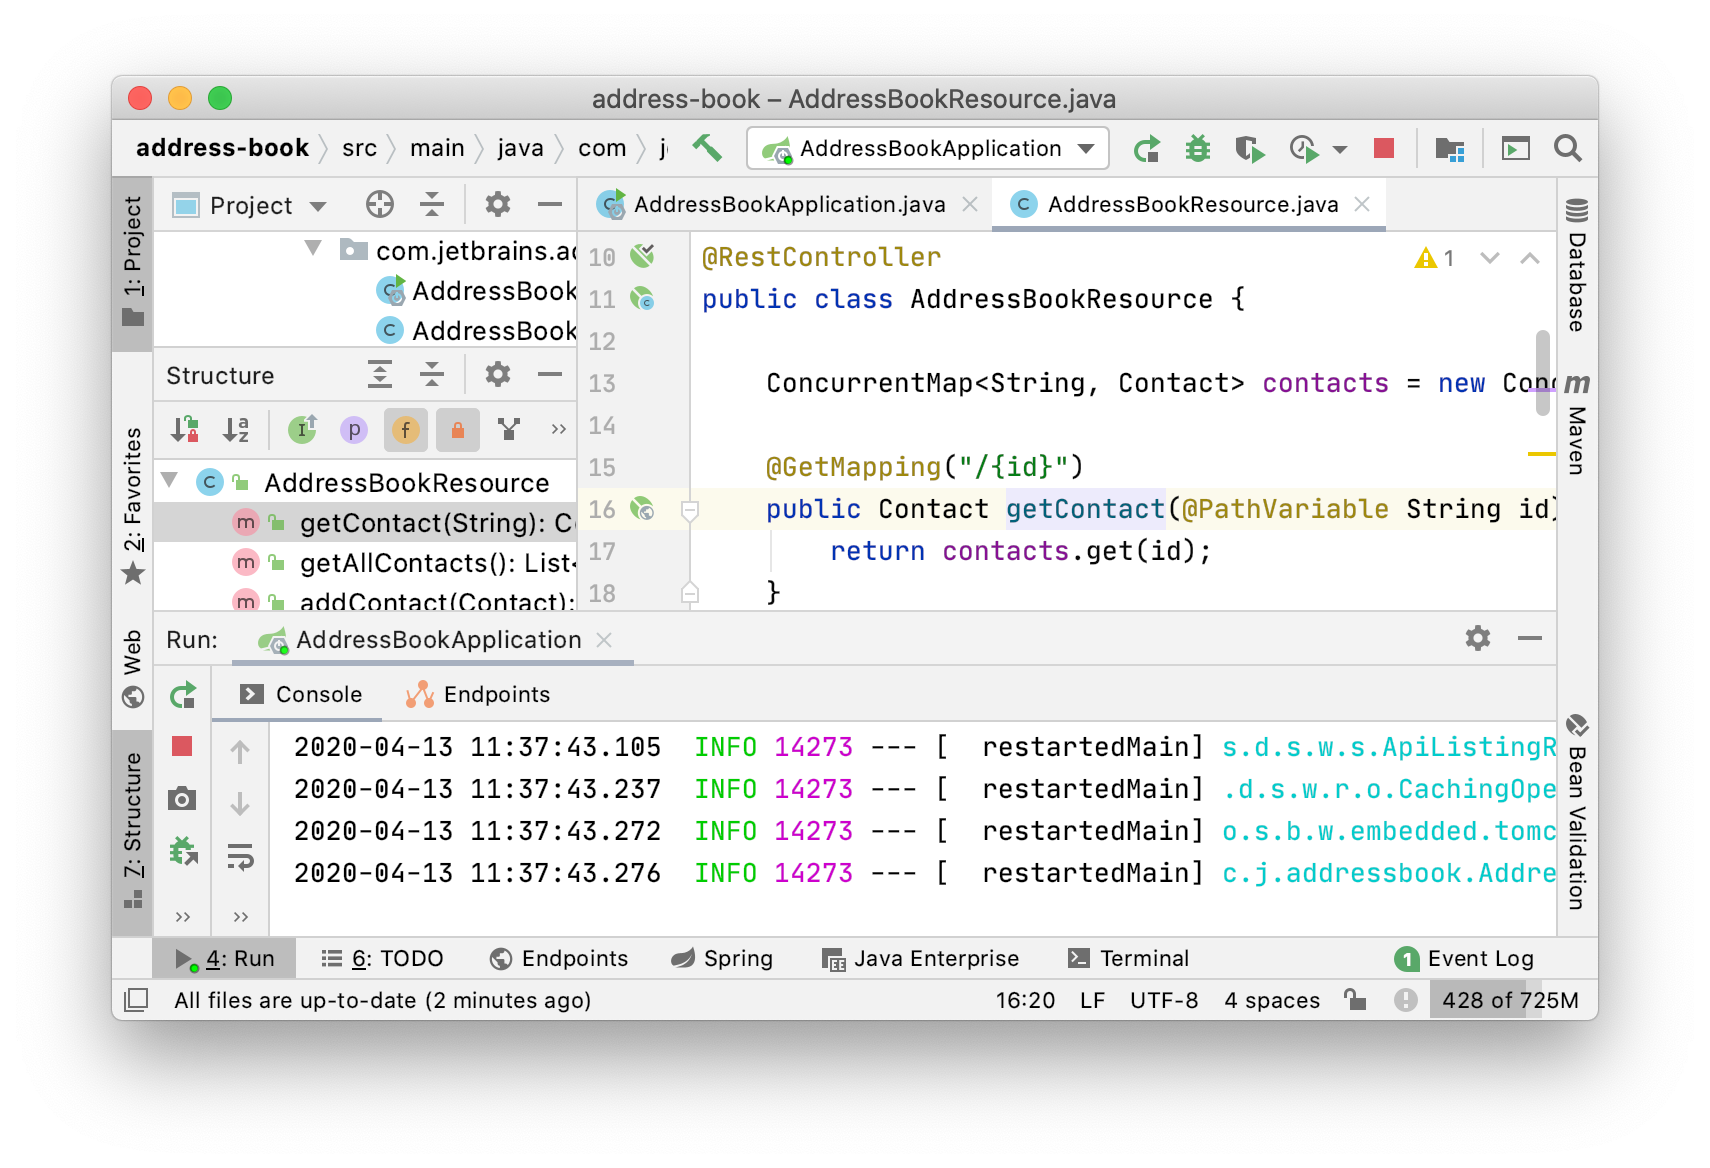 address-book – AddressBookResource.java
address-book src main java com j
AddressBookApplication
1: Project
Project
AddressBookApplication.java
AddressBookResource.java
com.jetbrains.ad
AddressBook
AddressBook
Structure
AddressBookResource
getContact(String): C
getAllContacts(): List<
addContact(Contact):
2: Favorites
Web
7: Structure
10 @RestController
1
11 public class AddressBookResource {
12
13 ConcurrentMap<String, Contact> contacts = new Conc
14
15 @GetMapping("/{id}")
16 public Contact getContact(@PathVariable String id)
17 return contacts.get(id);
18 }
Database
m Maven
Bean Validation
Run: AddressBookApplication
Console Endpoints
2020-04-13 11:37:43.105 INFO 14273 --- [ restartedMain] s.d.s.w.s.ApiListingR
2020-04-13 11:37:43.237 INFO 14273 --- [ restartedMain] .d.s.w.r.o.CachingOpe
2020-04-13 11:37:43.272 INFO 14273 --- [ restartedMain] o.s.b.w.embedded.tomc
2020-04-13 11:37:43.276 INFO 14273 --- [ restartedMain] c.j.addressbook.Addre
4: Run 6: TODO Endpoints Spring Java Enterprise Terminal 1 Event Log
All files are up-to-date (2 minutes ago) 16:20 LF UTF-8 4 spaces 428 of 725M